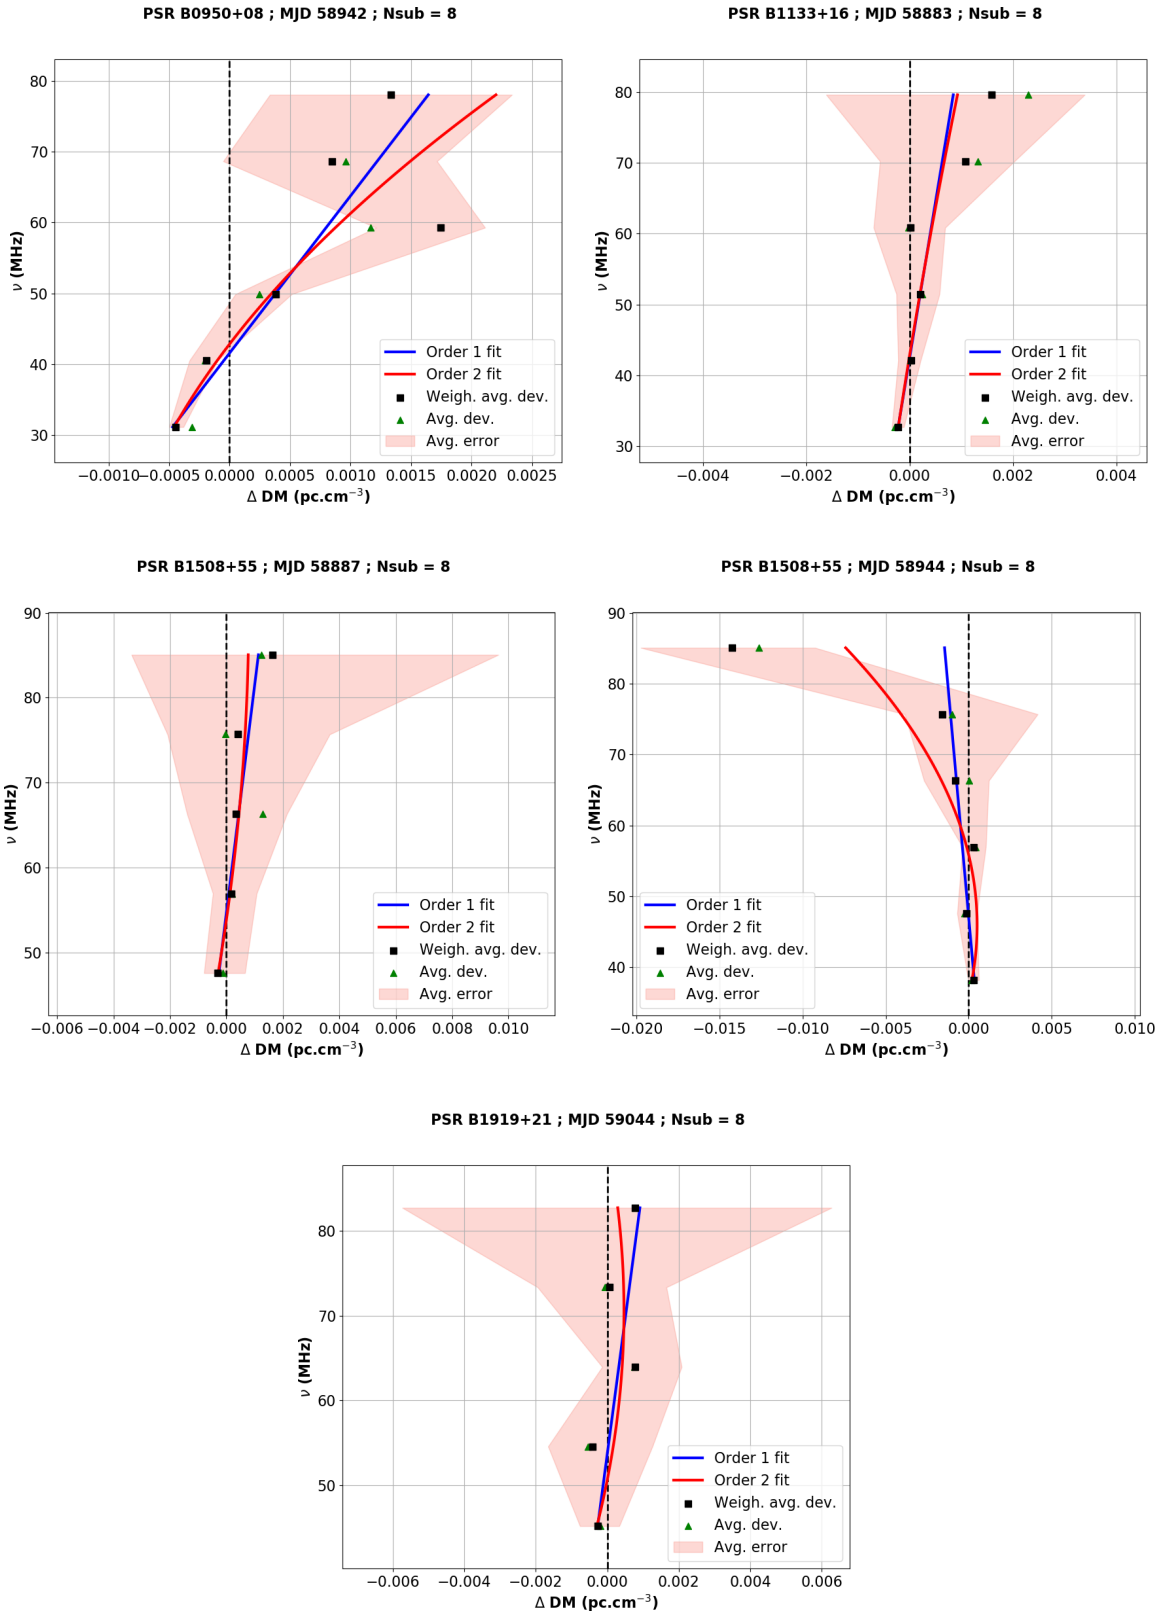 PSR B0950+08 ; MJD 58942 ; Nsub = 8
80
70
60
50
40
30
ν (MHz)
Order 1 fit
Order 2 fit
Weigh. avg. dev.
Avg. dev.
Avg. error
−0.0010−0.0005 0.0000 0.0005 0.0010 0.0015 0.0020 0.0025
Δ DM (pc.cm⁻³)
PSR B1133+16 ; MJD 58883 ; Nsub = 8
80
70
60
50
40
30
ν (MHz)
Order 1 fit
Order 2 fit
Weigh. avg. dev.
Avg. dev.
Avg. error
−0.004 −0.002 0.000 0.002 0.004
Δ DM (pc.cm⁻³)
PSR B1508+55 ; MJD 58887 ; Nsub = 8
90
80
70
60
50
ν (MHz)
Order 1 fit
Order 2 fit
Weigh. avg. dev.
Avg. dev.
Avg. error
−0.006 −0.004 −0.002 0.000 0.002 0.004 0.006 0.008 0.010
Δ DM (pc.cm⁻³)
PSR B1508+55 ; MJD 58944 ; Nsub = 8
90
80
70
60
50
40
ν (MHz)
Order 1 fit
Order 2 fit
Weigh. avg. dev.
Avg. dev.
Avg. error
−0.020 −0.015 −0.010 −0.005 0.000 0.005 0.010
Δ DM (pc.cm⁻³)
PSR B1919+21 ; MJD 59044 ; Nsub = 8
80
70
60
50
ν (MHz)
Order 1 fit
Order 2 fit
Weigh. avg. dev.
Avg. dev.
Avg. error
−0.006 −0.004 −0.002 0.000 0.002 0.004 0.006
Δ DM (pc.cm⁻³)